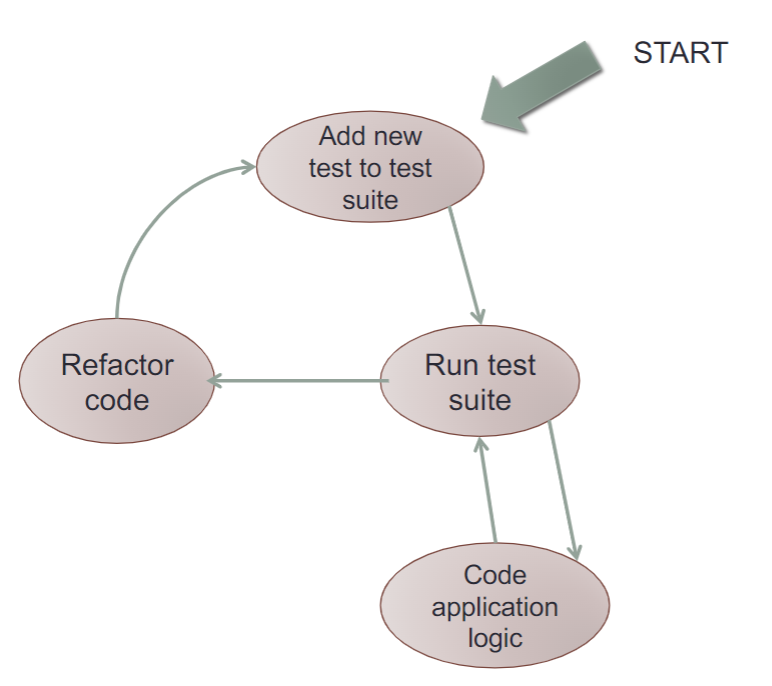 START
Add new
test to test
suite
Refactor
code
Run test
suite
Code
application
logic